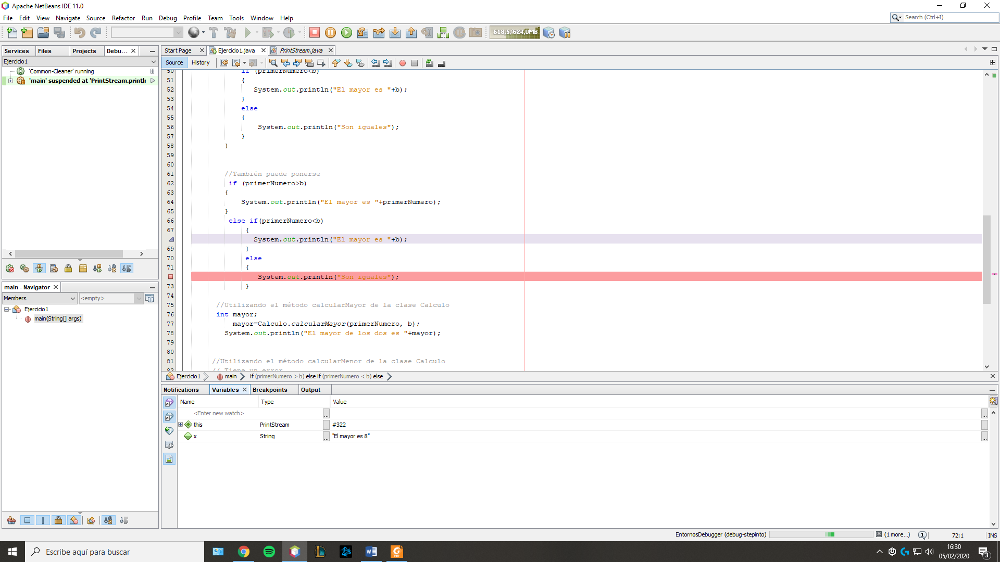 Apache NetBeans IDE 11.0
File Edit View Navigate Source Refactor Run Debug Profile Team Tools Window Help
Search (Ctrl+I)
618,5/624,0MB
Services Files Projects Debu...
Start Page Ejercicio1.java PrintStream.java
Ejercicio1
Source History
'Common-Cleaner' running
'main' suspended at 'PrintStream.println
50 if (primerNumero<b)
51 {
52 System.out.println("El mayor es "+b);
53 }
54 else
55 {
56 System.out.println("Son iguales");
57 }
58 }
59
60
61 //También puede ponerse
62 if (primerNumero>b)
63 {
64 System.out.println("El mayor es "+primerNumero);
65 }
66 else if(primerNumero<b)
67 {
System.out.println("El mayor es "+b);
69 }
70 else
71 {
System.out.println("Son iguales");
73 }
74
75 //Utilizando el método calcularMayor de la clase Calculo
76 int mayor;
77 mayor=Calculo.calcularMayor(primerNumero, b);
78 System.out.println("El mayor de los dos es "+mayor);
79
80
81 //Utilizando el método calcularMenor de la clase Calculo
82 // Tiene un error
main - Navigator
Members <empty>
Ejercicio1
main(String[] args)
Ejercicio1 main if (primerNumero > b) else if (primerNumero < b) else
Notifications Variables Breakpoints Output
Name Type Value
<Enter new watch> ... ...
this PrintStream ... #322 ...
x String ... "El mayor es 8" ...
EntornosDebugger (debug-stepinto) (1 more...) 1 72:1 INS
Escribe aquí para buscar
16:30
05/02/2020
3